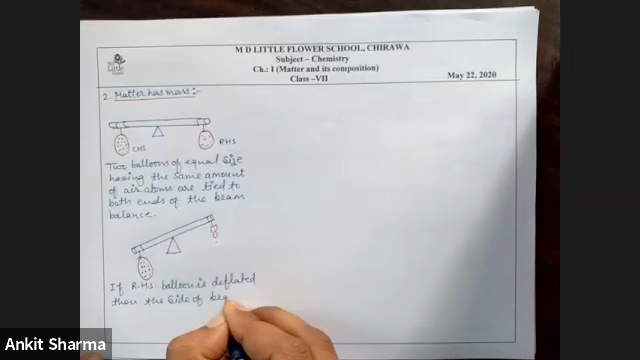 M D LITTLE FLOWER SCHOOL, CHIRAWA
Subject – Chemistry
Ch.: I (Matter and its composition)
Class –VII
May 22, 2020
Little
2. Matter has mass :-
LHS
RHS
Two balloons of equal size
having the same amount
of air atoms are tied to
both ends of the beam
balance.
If R.H.S. balloon is deflated
then the side of bea
Ankit Sharma